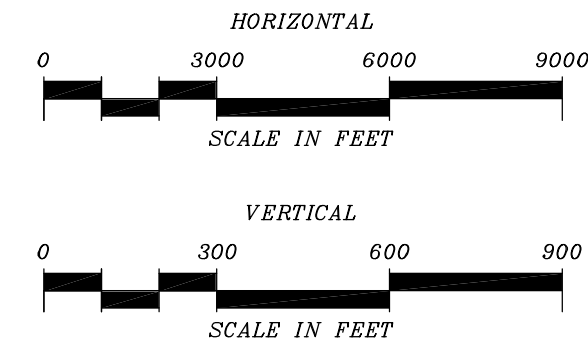 HORIZONTAL
0 3000 6000 9000
SCALE IN FEET
VERTICAL
0 300 600 900
SCALE IN FEET